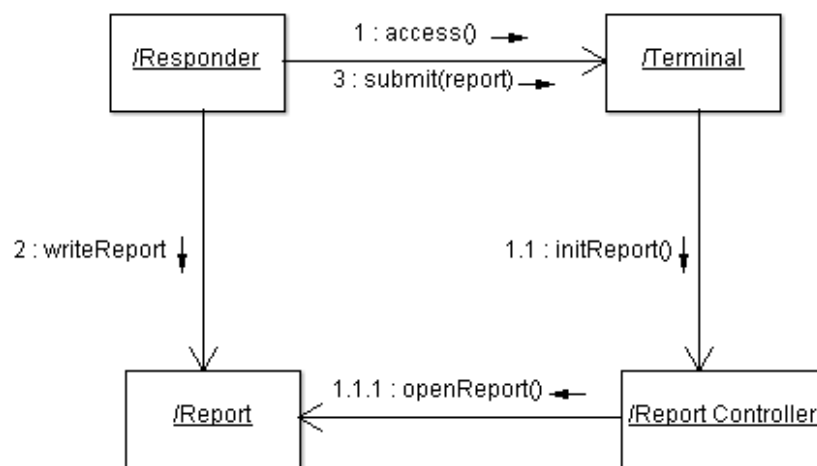 1 : access()
/Responder
/Terminal
3 : submit(report)
2 : writeReport
1.1 : initReport()
1.1.1 : openReport()
/Report
/Report Controller